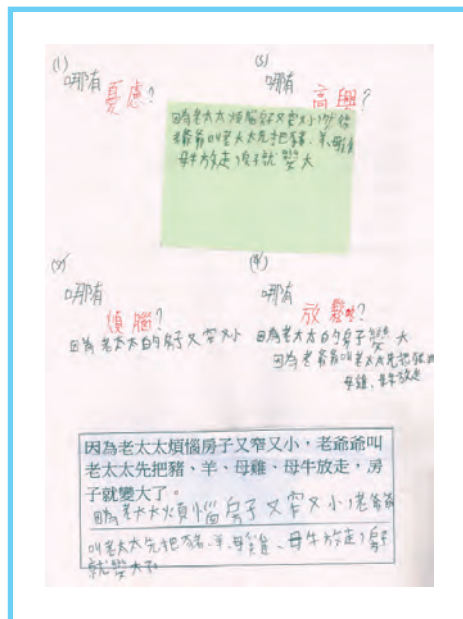 (1)
哪有
憂慮?
(3)
哪有
高興?
因為老太太煩惱房子又窄又小,
老爺爺叫老太太先把豬、羊、母雞
母牛放走,房子就變大
(2)
哪有
煩腦?
因為老太太的房子又窄又小
(4)
哪有
放鬆?
因為老太太的房子變大
因為老爺爺叫老太太先把
母雞、母牛放走
因為老太太煩惱房子又窄又小,老爺爺叫
老太太先把豬、羊、母雞、母牛放走,房
子就變大了。
因為老太太煩惱房子又窄又小,老爺爺
叫老太太先把豬、羊、母雞、母牛放走,房子
就變大了